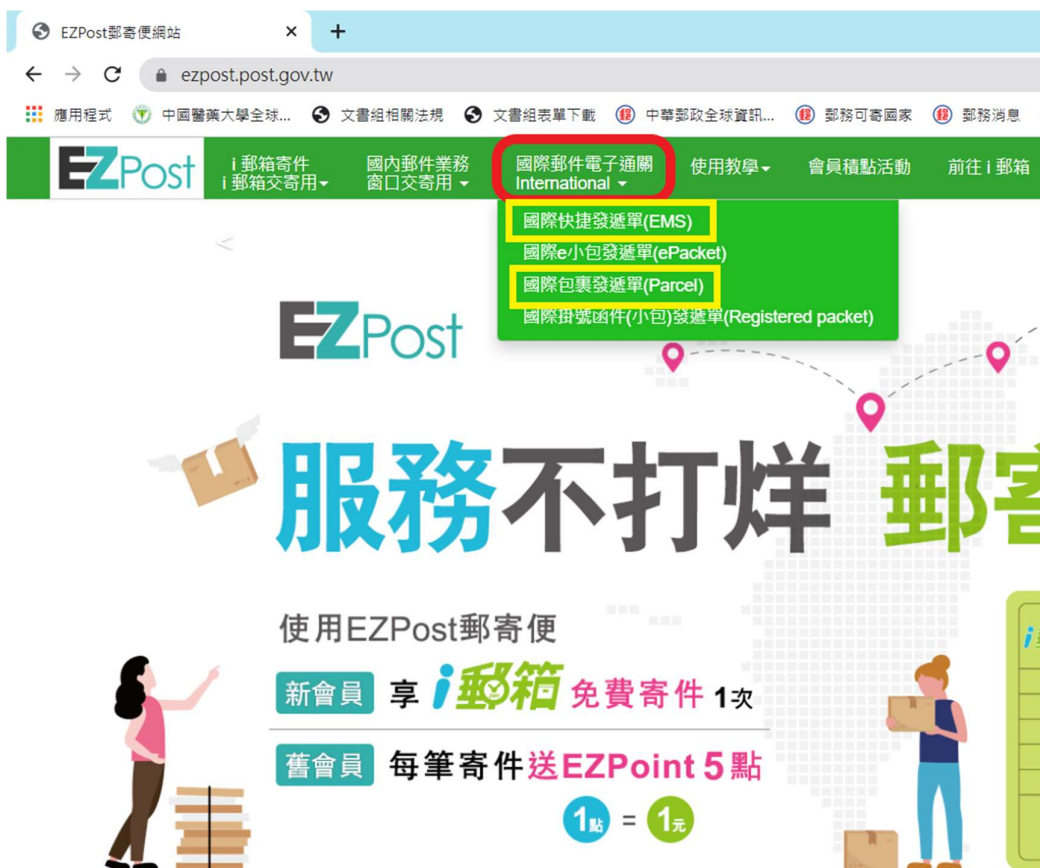 EZPost郵寄便網站
ezpost.post.gov.tw
應用程式 中國醫藥大學全球... 文書組相關法規 文書組表單下載 中華郵政全球資訊... 郵務可寄國家 郵務消息
EZPost
i 郵箱寄件
i 郵箱交寄用
國內郵件業務
窗口交寄用
國際郵件電子通關
International
使用教學
會員積點活動
前往 i 郵箱
國際快捷發遞單(EMS)
國際e小包發遞單(ePacket)
國際包裹發遞單(Parcel)
國際掛號函件(小包)發遞單(Registered packet)
EZPost
服務不打烊 郵寄
使用EZPost郵寄便
新會員 享 i郵箱 免費寄件 1次
舊會員 每筆寄件送EZPoint 5 點
1點 = 1元